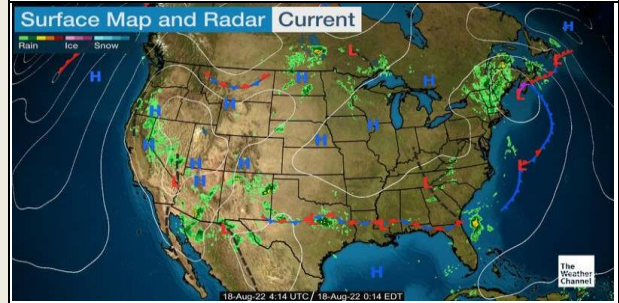 Surface Map and Radar Current
Rain Ice Snow
H
H
L
H
H
H
L
L
H
H
H
H
L
H
H
H
L
L
L
L
L
H
The
Weather
Channel
18-Aug-22 4:14 UTC / 18-Aug-22 0:14 EDT